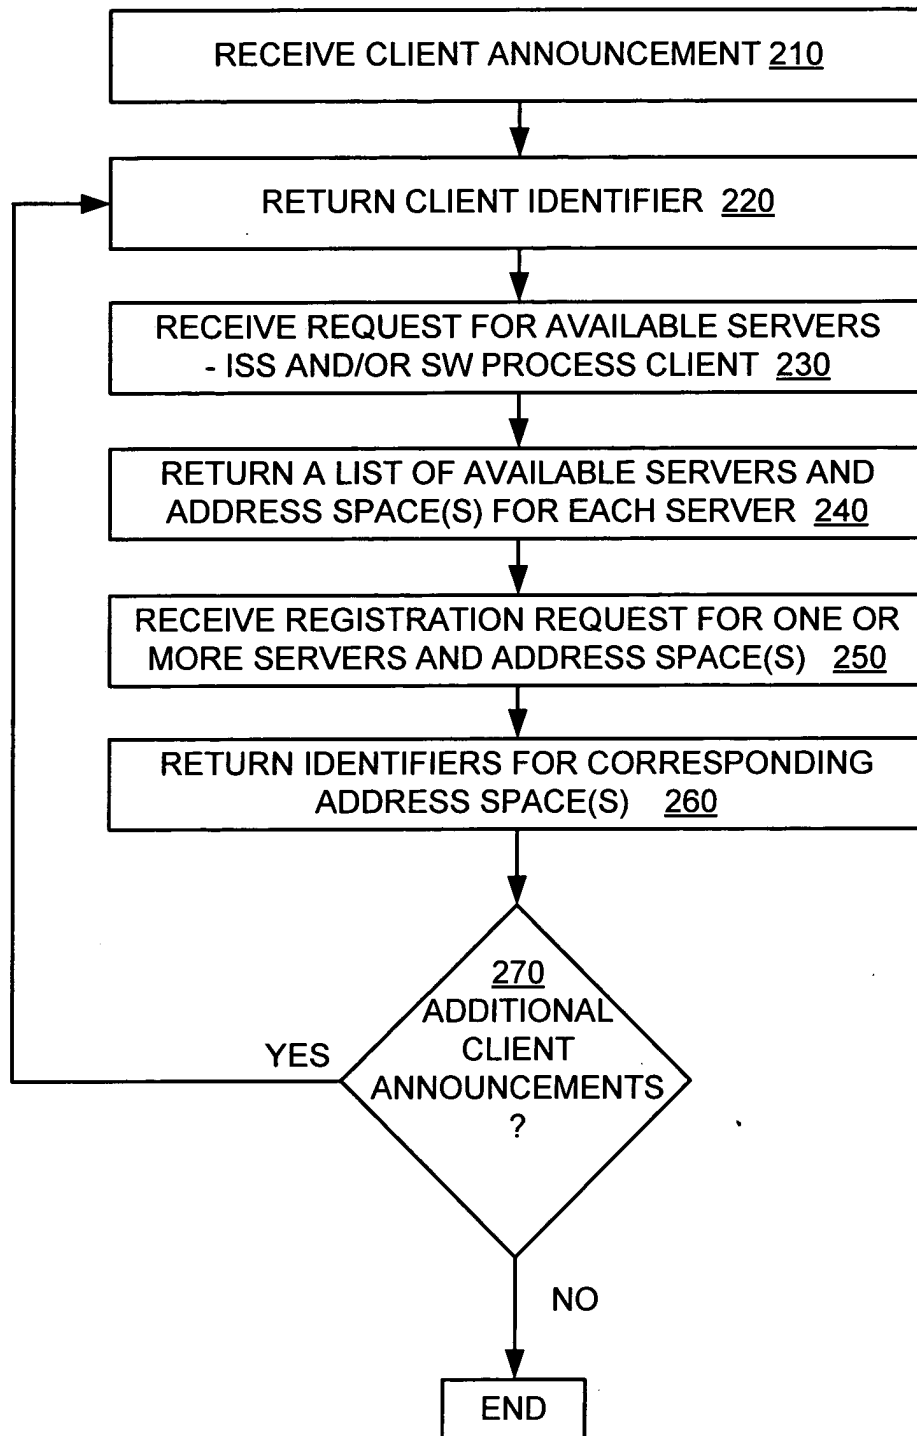 RECEIVE CLIENT ANNOUNCEMENT 210
RETURN CLIENT IDENTIFIER 220
RECEIVE REQUEST FOR AVAILABLE SERVERS
- ISS AND/OR SW PROCESS CLIENT 230
RETURN A LIST OF AVAILABLE SERVERS AND
ADDRESS SPACE(S) FOR EACH SERVER 240
RECEIVE REGISTRATION REQUEST FOR ONE OR
MORE SERVERS AND ADDRESS SPACE(S) 250
RETURN IDENTIFIERS FOR CORRESPONDING
ADDRESS SPACE(S) 260
270
ADDITIONAL
CLIENT
ANNOUNCEMENTS
?
YES
NO
END